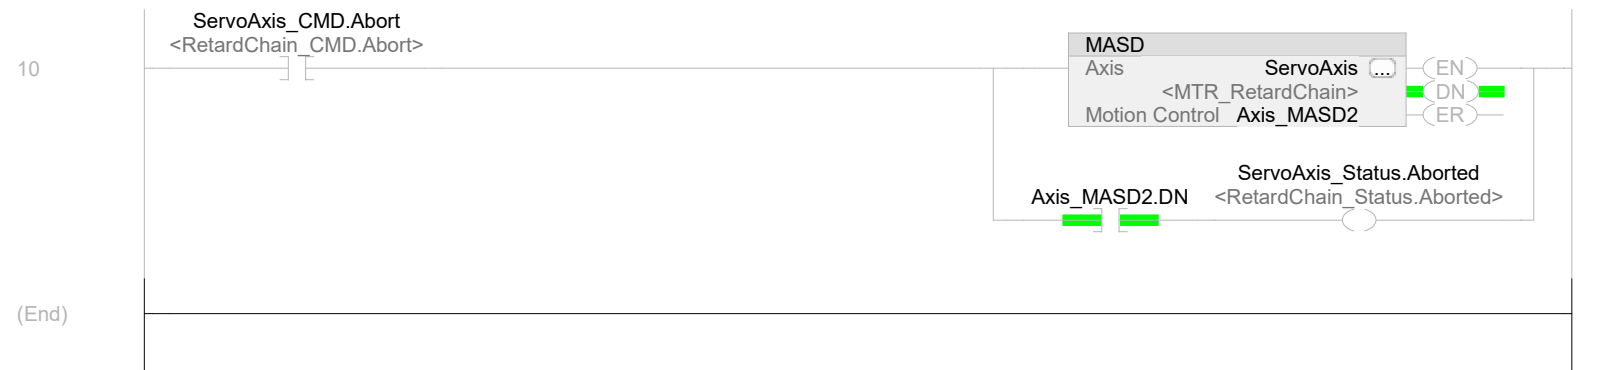 ServoAxis_CMD.Abort
<RetardChain_CMD.Abort>
10
MASD
Axis ServoAxis ...
<MTR_RetardChain>
Motion Control Axis_MASD2
EN
DN
ER
ServoAxis_Status.Aborted
Axis_MASD2.DN <RetardChain_Status.Aborted>
(End)